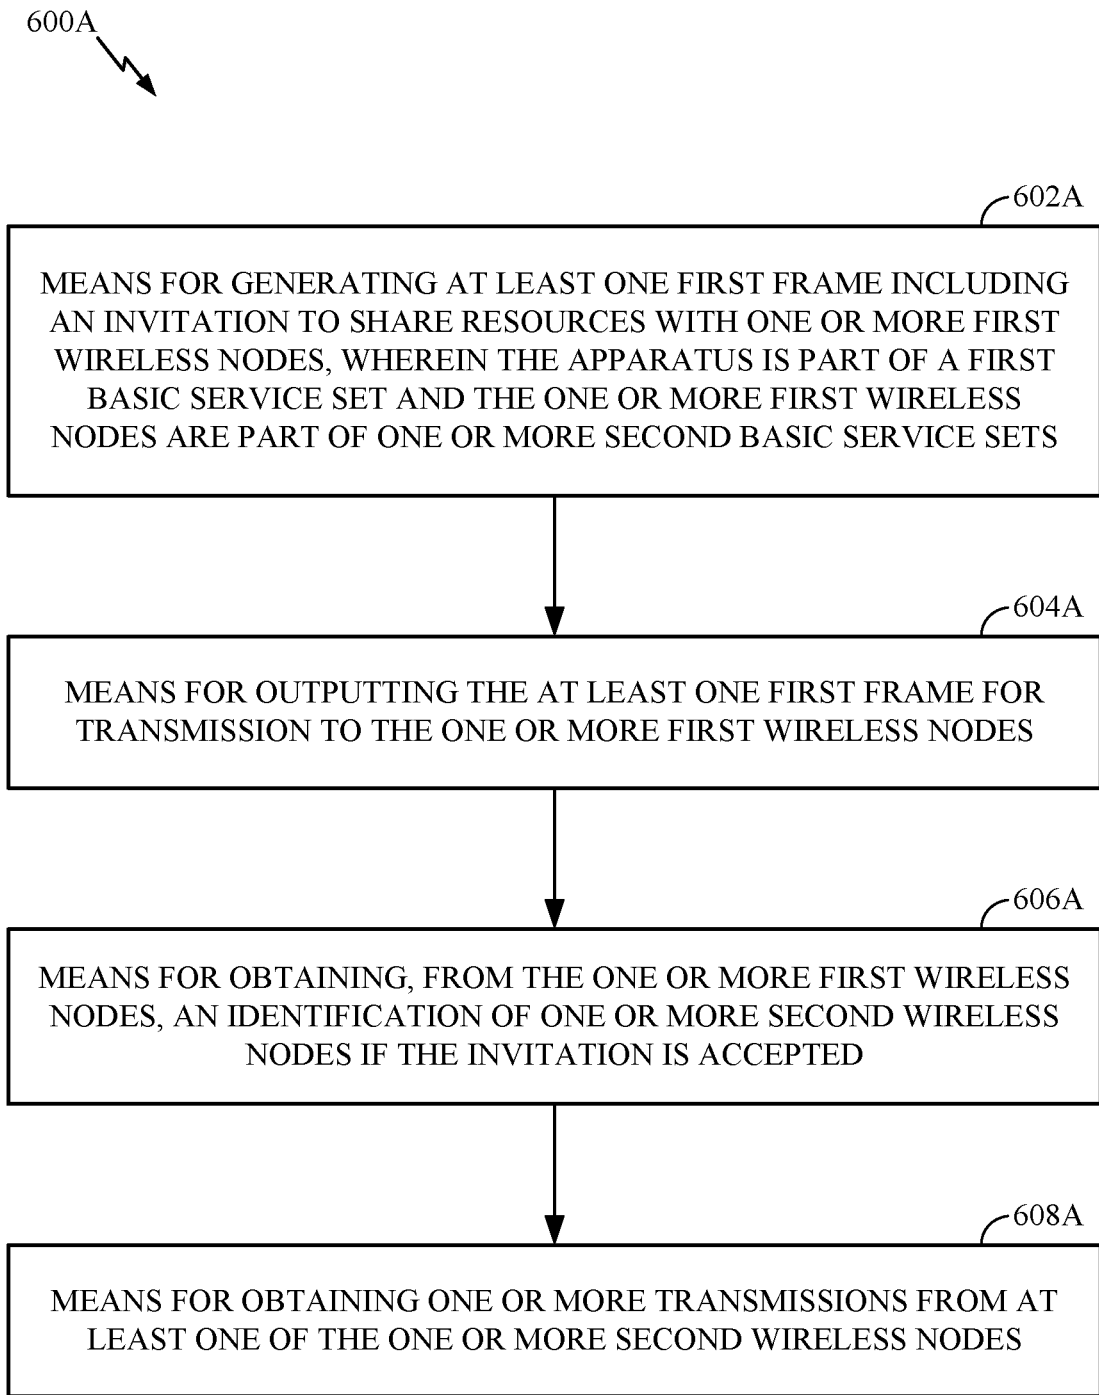 600A
602A
MEANS FOR GENERATING AT LEAST ONE FIRST FRAME INCLUDING
AN INVITATION TO SHARE RESOURCES WITH ONE OR MORE FIRST
WIRELESS NODES, WHEREIN THE APPARATUS IS PART OF A FIRST
BASIC SERVICE SET AND THE ONE OR MORE FIRST WIRELESS
NODES ARE PART OF ONE OR MORE SECOND BASIC SERVICE SETS
604A
MEANS FOR OUTPUTTING THE AT LEAST ONE FIRST FRAME FOR
TRANSMISSION TO THE ONE OR MORE FIRST WIRELESS NODES
606A
MEANS FOR OBTAINING, FROM THE ONE OR MORE FIRST WIRELESS
NODES, AN IDENTIFICATION OF ONE OR MORE SECOND WIRELESS
NODES IF THE INVITATION IS ACCEPTED
608A
MEANS FOR OBTAINING ONE OR MORE TRANSMISSIONS FROM AT
LEAST ONE OF THE ONE OR MORE SECOND WIRELESS NODES